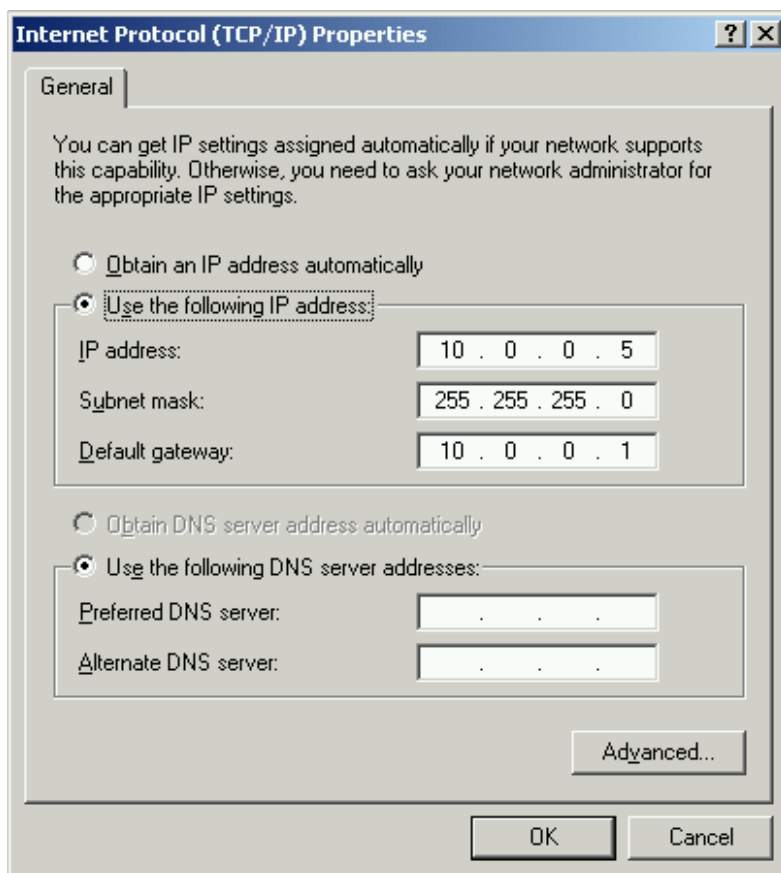 Internet Protocol (TCP/IP) Properties
General
You can get IP settings assigned automatically if your network supports
this capability. Otherwise, you need to ask your network administrator for
the appropriate IP settings.
Obtain an IP address automatically
Use the following IP address:
IP address: 10 . 0 . 0 . 5
Subnet mask: 255 . 255 . 255 . 0
Default gateway: 10 . 0 . 0 . 1
Obtain DNS server address automatically
Use the following DNS server addresses:
Preferred DNS server: . . .
Alternate DNS server: . . .
Advanced...
OK Cancel